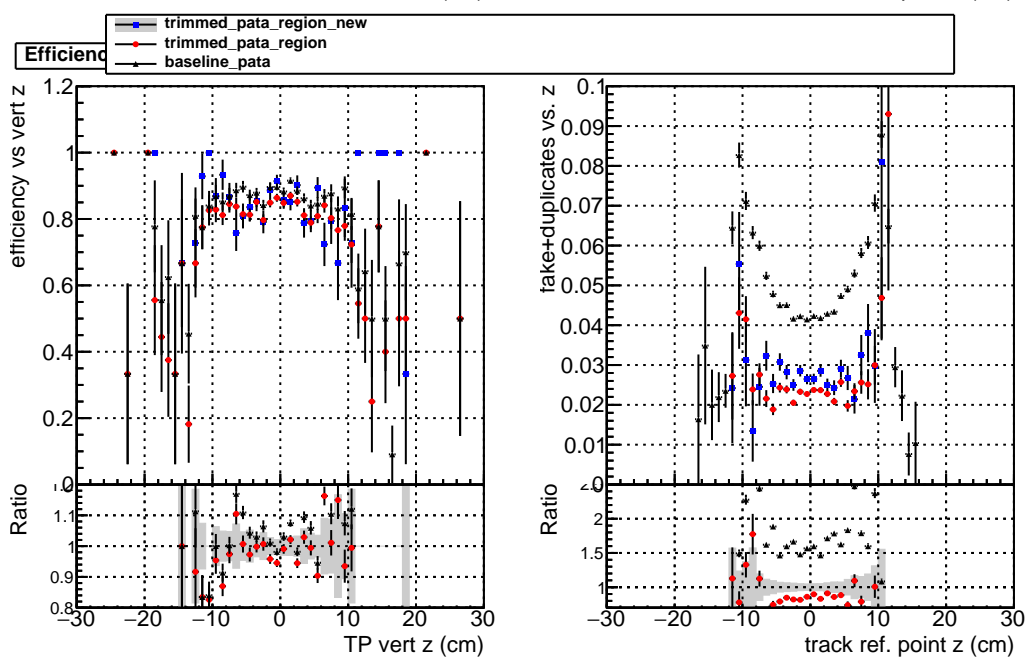 trimmed_pata_region_new
trimmed_pata_region
baseline_pata
Efficienc
efficiency vs vert z
1.2
1
0.8
0.6
0.4
0.2
0
Ratio
1.1
1
0.9
0.8
−30 −20 −10 0 10 20 30
TP vert z (cm)
fake+duplicates vs. z
0.1
0.09
0.08
0.07
0.06
0.05
0.04
0.03
0.02
0.01
0
Ratio
2
1.5
1
−30 −20 −10 0 10 20 30
track ref. point z (cm)